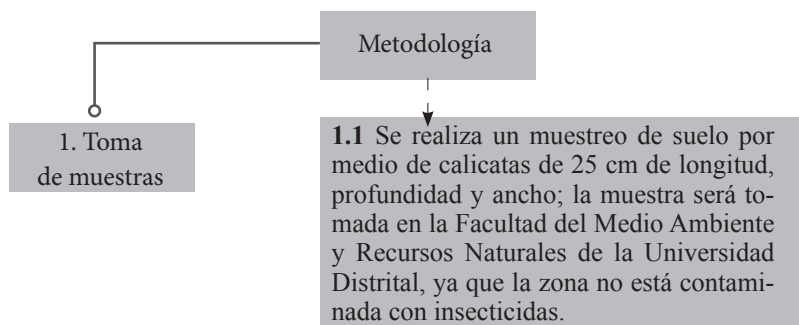 Metodología
1. Toma
de muestras
1.1 Se realiza un muestreo de suelo por
medio de calicatas de 25 cm de longitud,
profundidad y ancho; la muestra será to-
mada en la Facultad del Medio Ambiente
y Recursos Naturales de la Universidad
Distrital, ya que la zona no está contami-
nada con insecticidas.